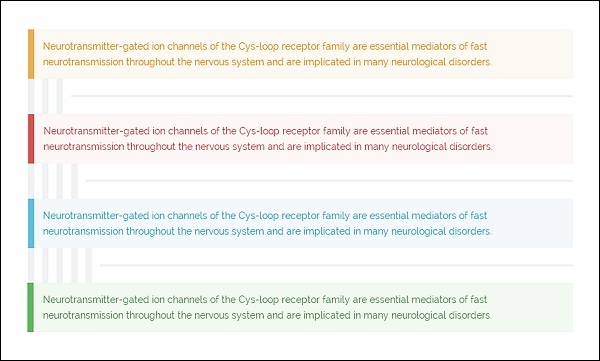 Neurotransmitter-gated ion channels of the Cys-loop receptor family are essential mediators of fast
neurotransmission throughout the nervous system and are implicated in many neurological disorders.
Neurotransmitter-gated ion channels of the Cys-loop receptor family are essential mediators of fast
neurotransmission throughout the nervous system and are implicated in many neurological disorders.
Neurotransmitter-gated ion channels of the Cys-loop receptor family are essential mediators of fast
neurotransmission throughout the nervous system and are implicated in many neurological disorders.
Neurotransmitter-gated ion channels of the Cys-loop receptor family are essential mediators of fast
neurotransmission throughout the nervous system and are implicated in many neurological disorders.